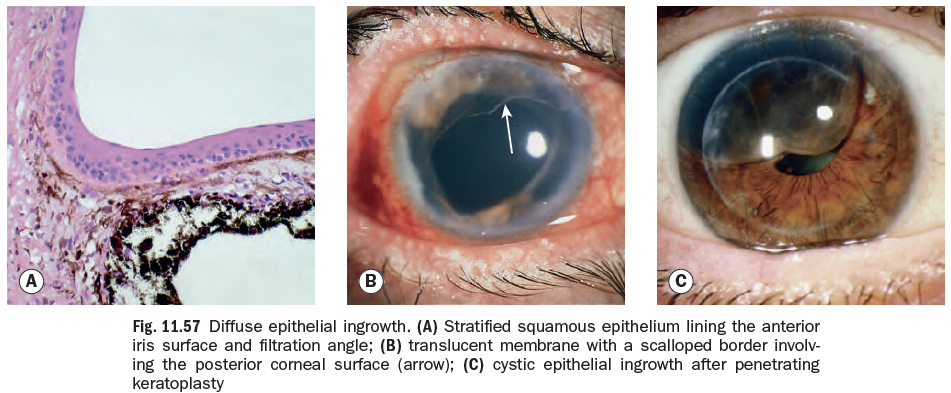 A
B
C
Fig. 11.57 Diffuse epithelial ingrowth. (A) Stratified squamous epithelium lining the anterior
iris surface and filtration angle; (B) translucent membrane with a scalloped border involv-
ing the posterior corneal surface (arrow); (C) cystic epithelial ingrowth after penetrating
keratoplasty